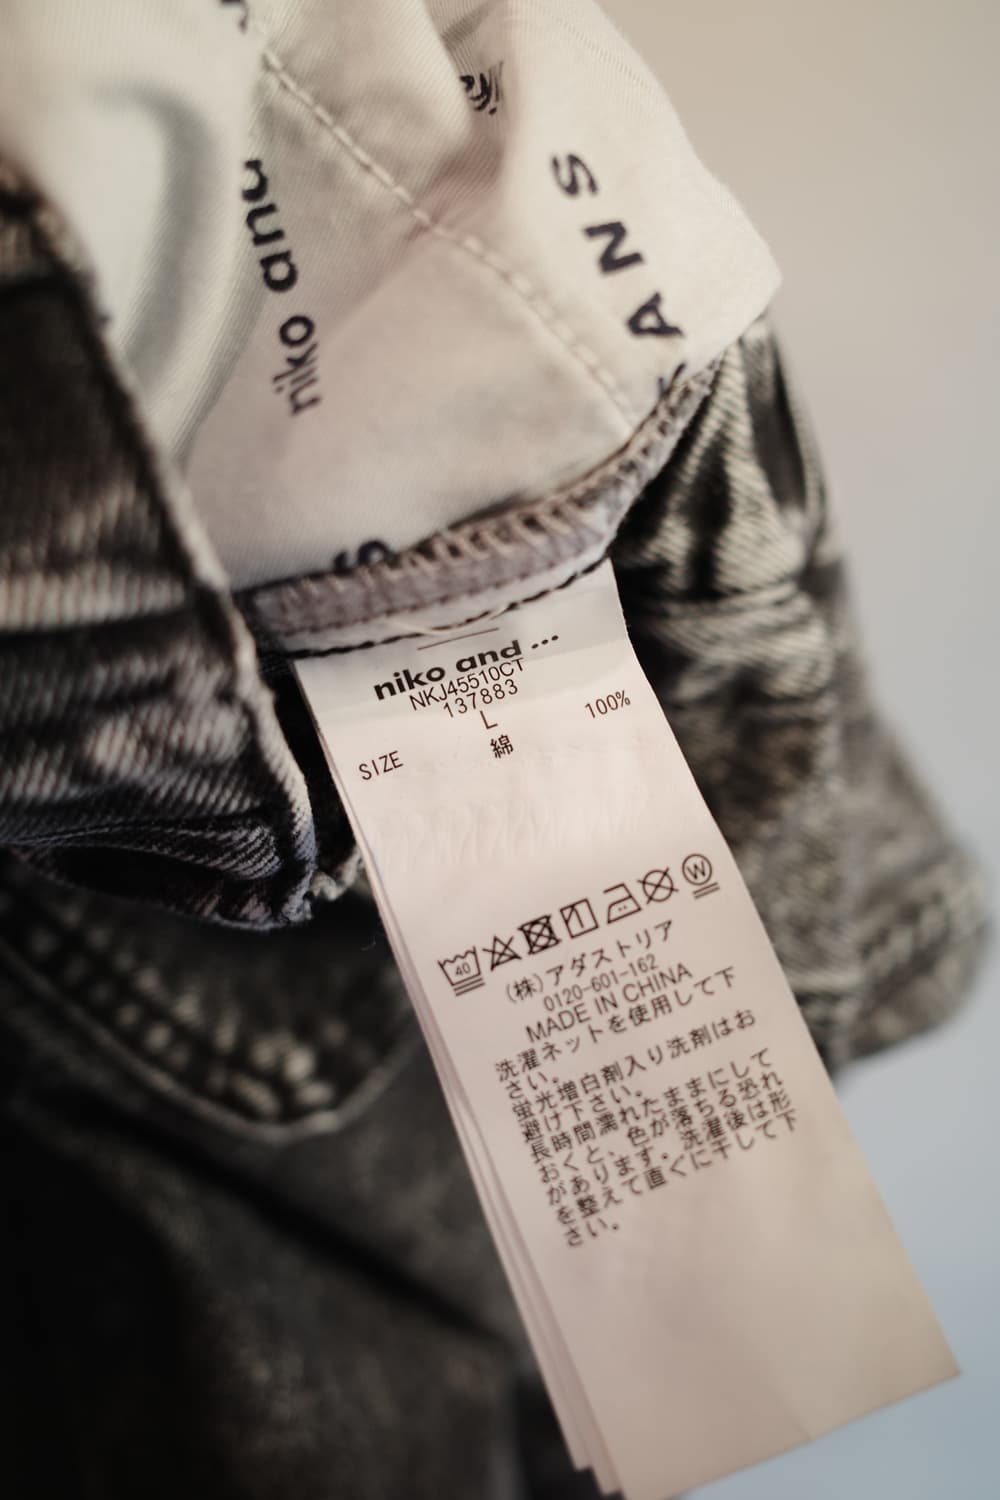 niko and
ANS
S
niko and ...
NKJ45510CT
137883
SIZE L
綿 100%
40
W
(株)アダストリア
0120-601-162
MADE IN CHINA
洗濯ネットを使用して下
さい。
蛍光増白剤入り洗剤はお
避け下さい。
長時間濡れたままにして
おくと、色が落ちる恐れ
があります。洗濯後は形
を整えて直ぐに干して下
さい。